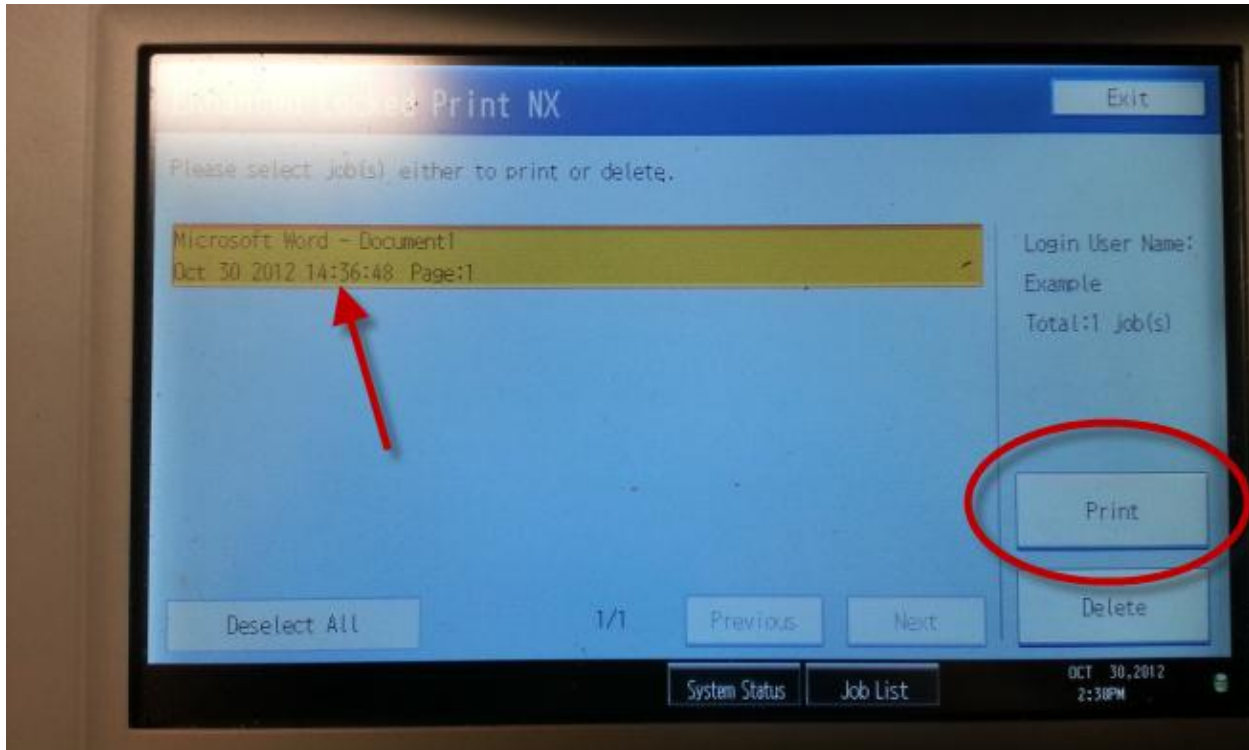 Enhanced Locked Print NX
Exit
Please select job(s) either to print or delete.
Microsoft Word - Document1
Oct 30 2012 14:36:48 Page:1
Login User Name:
Example
Total:1 job(s)
Print
Delete
Deselect All
1/1
Previous
Next
System Status
Job List
OCT 30,2012
2:38PM